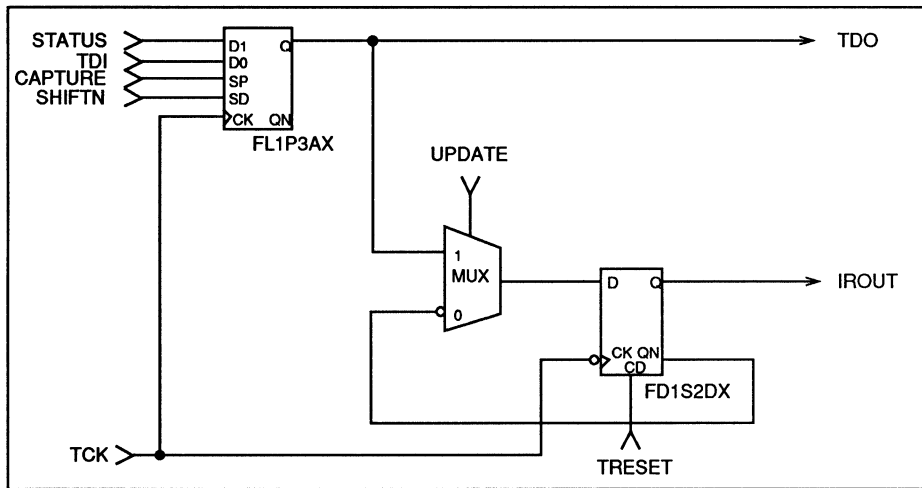 STATUS
TDI
CAPTURE
SHIFTN
D1 Q
D0
SP
SD
CK QN
FL1P3AX
TDO
UPDATE
1
MUX
0
D Q
CK QN
CD
FD1S2DX
IROUT
TCK
TRESET